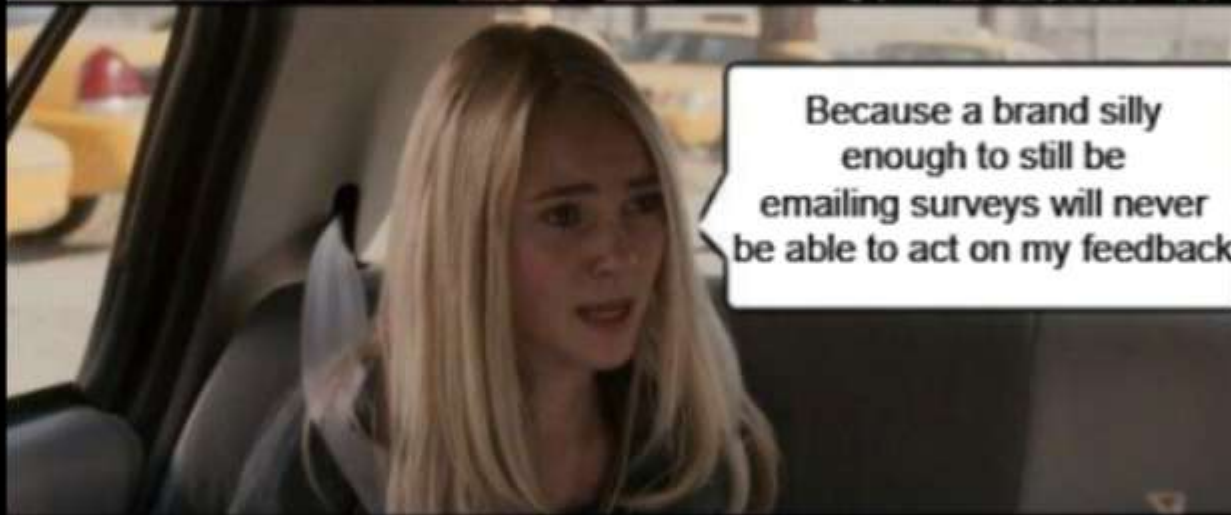 Because a brand silly
enough to still be
emailing surveys will never
be able to act on my feedback